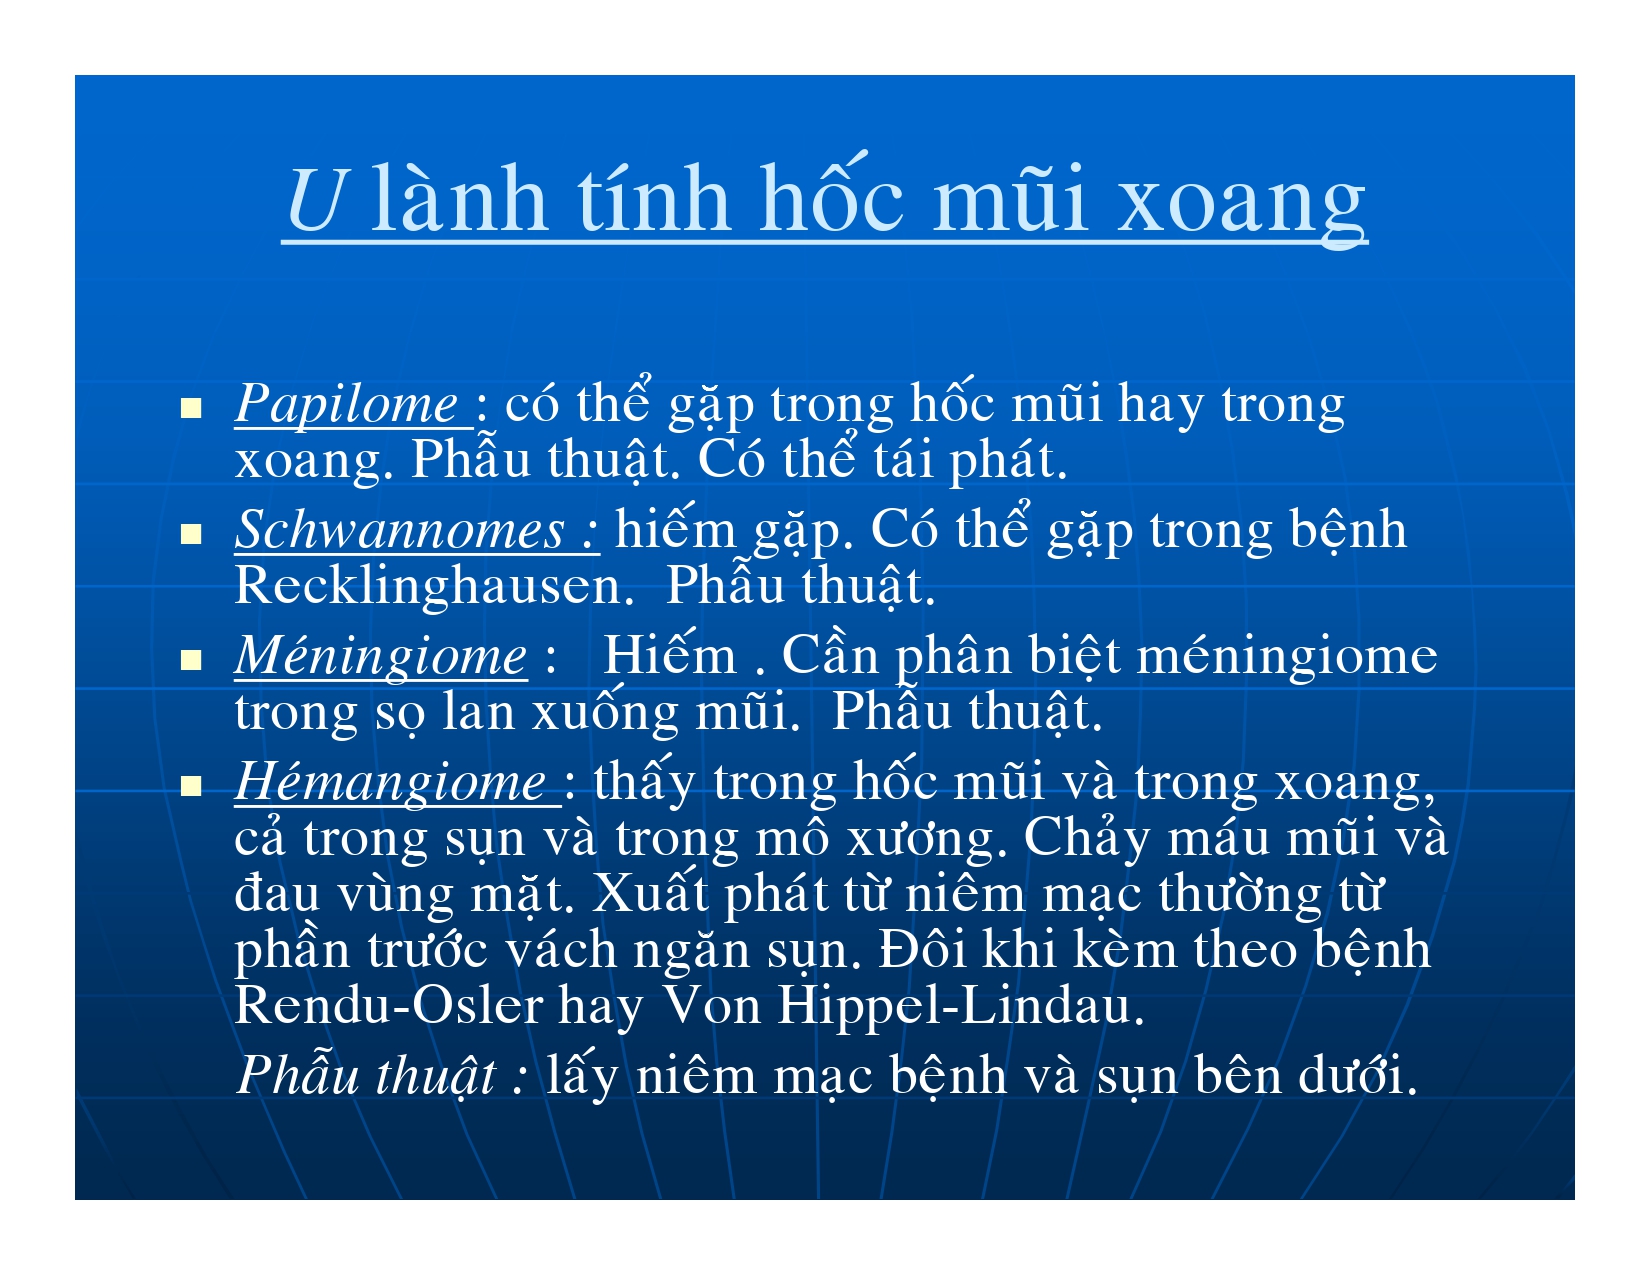 U lành tính hốc mũi xoang
Papilome : có thể gặp trong hốc mũi hay trong
xoang. Phẫu thuật. Có thể tái phát.
Schwannomes : hiếm gặp. Có thể gặp trong bệnh
Recklinghausen. Phẫu thuật.
Méningiome : Hiếm . Cần phân biệt méningiome
trong sọ lan xuống mũi. Phẫu thuật.
Hémangiome : thấy trong hốc mũi và trong xoang,
cả trong sụn và trong mô xương. Chảy máu mũi và
đau vùng mặt. Xuất phát từ niêm mạc thường từ
phần trước vách ngăn sụn. Đôi khi kèm theo bệnh
Rendu-Osler hay Von Hippel-Lindau.
Phẫu thuật : lấy niêm mạc bệnh và sụn bên dưới.